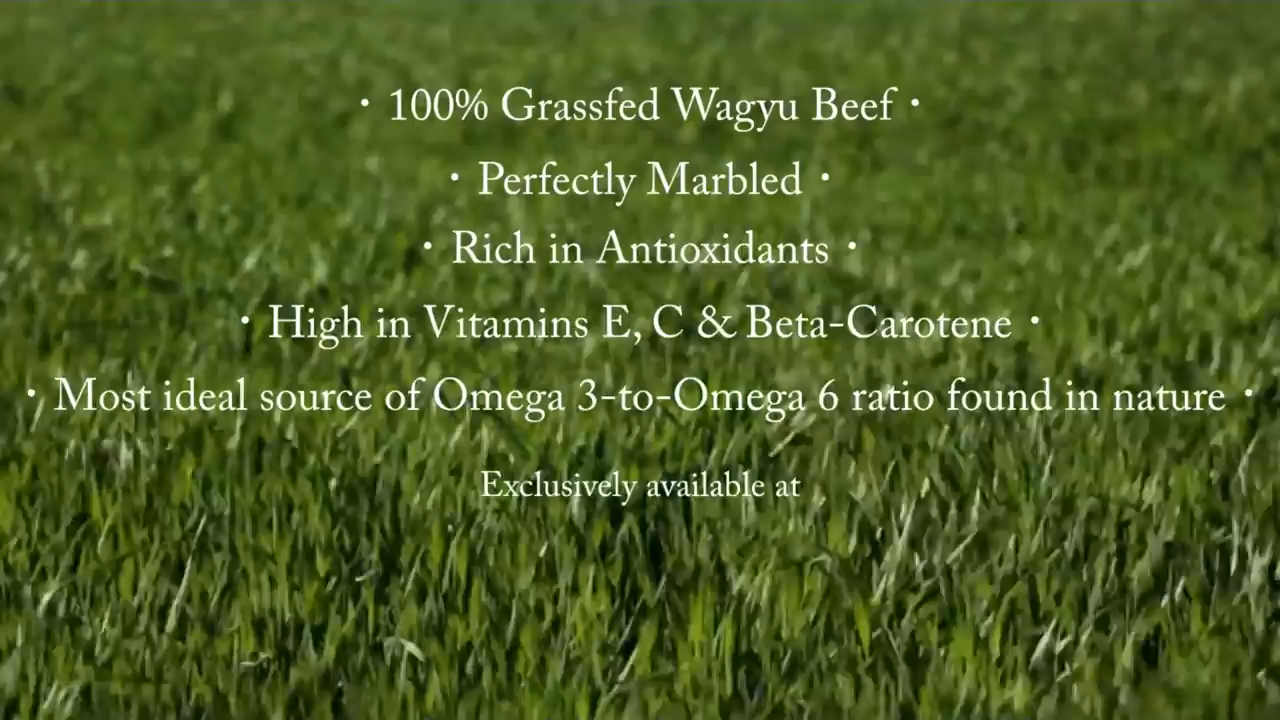 · 100% Grassfed Wagyu Beef ·
· Perfectly Marbled ·
· Rich in Antioxidants ·
· High in Vitamins E, C & Beta-Carotene ·
· Most ideal source of Omega 3-to-Omega 6 ratio found in nature ·
Exclusively available at